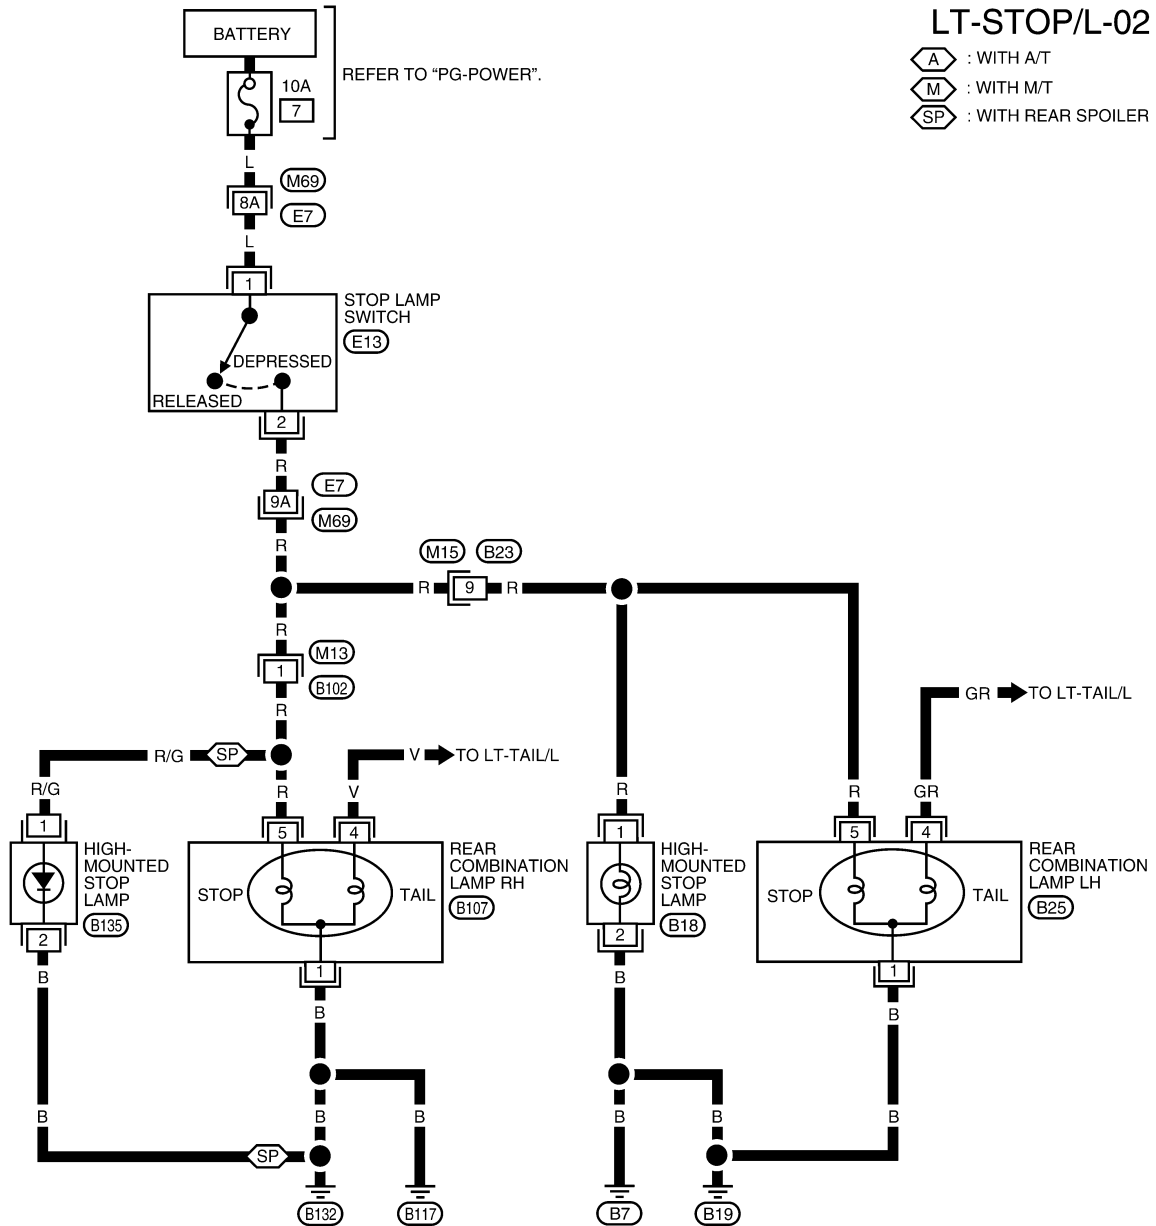 LT-STOP/L-02
A : WITH A/T
M : WITH M/T
SP : WITH REAR SPOILER
BATTERY
REFER TO “PG-POWER”.
10A
7
L
M69
8A
E7
L
1
STOP LAMP
SWITCH
E13
DEPRESSED
RELEASED
2
R
E7
9A
M69
R
M15 B23
R 9 R
R
M13
1
B102
R
GR TO LT-TAIL/L
R/G SP
V TO LT-TAIL/L
R/G R V R R GR
1 5 4 1 5 4
HIGH-
MOUNTED
STOP
LAMP
B135
STOP TAIL
REAR
COMBINATION
LAMP RH
B107
HIGH-
MOUNTED
STOP
LAMP
B18
STOP TAIL
REAR
COMBINATION
LAMP LH
B25
2 1 2 1
B B B B
B B B B B B
SP
B132 B117 B7 B19